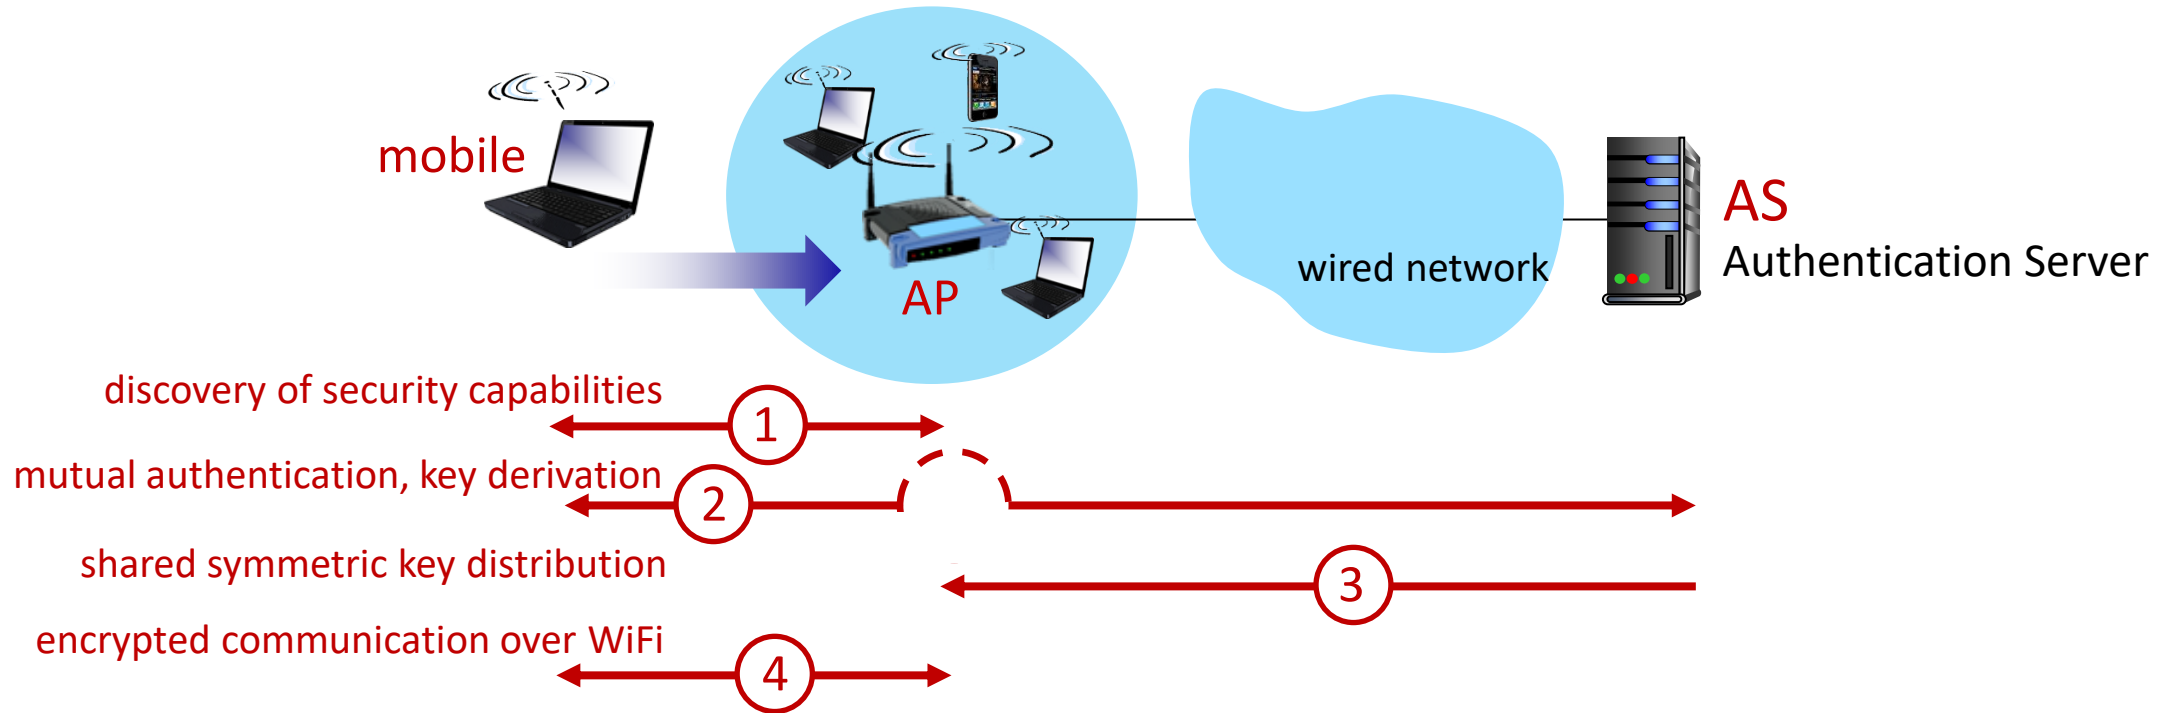 mobile
AP
wired network
AS
Authentication Server
discovery of security capabilities
1
mutual authentication, key derivation
2
shared symmetric key distribution
3
encrypted communication over WiFi
4